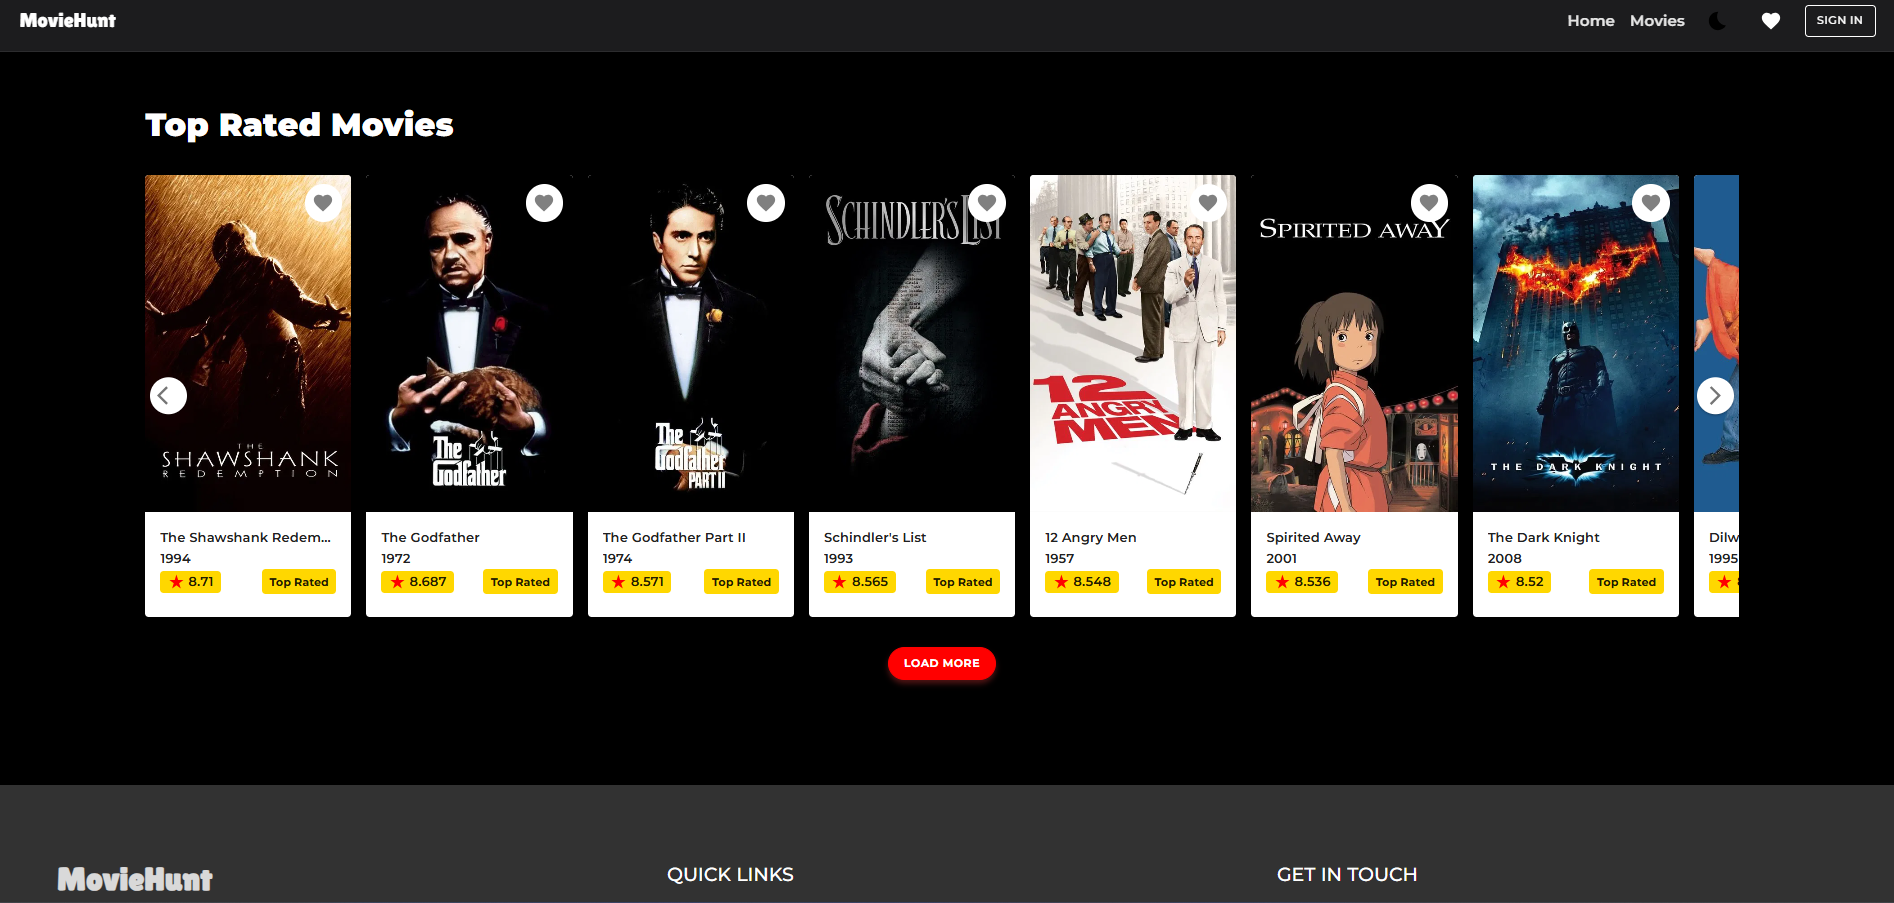 MovieHunt
Home Movies SIGN IN
Top Rated Movies
THE
SHAWSHANK
REDEMPTION
The
Godfather
The
Godfather
PART II
SCHINDLER'S LIST
12
ANGRY
MEN
SPIRITED AWAY
THE DARK KNIGHT
The Shawshank Redem...
1994
8.71 Top Rated
The Godfather
1972
8.687 Top Rated
The Godfather Part II
1974
8.571 Top Rated
Schindler's List
1993
8.565 Top Rated
12 Angry Men
1957
8.548 Top Rated
Spirited Away
2001
8.536 Top Rated
The Dark Knight
2008
8.52 Top Rated
Dilw
1995
LOAD MORE
MovieHunt
QUICK LINKS
GET IN TOUCH